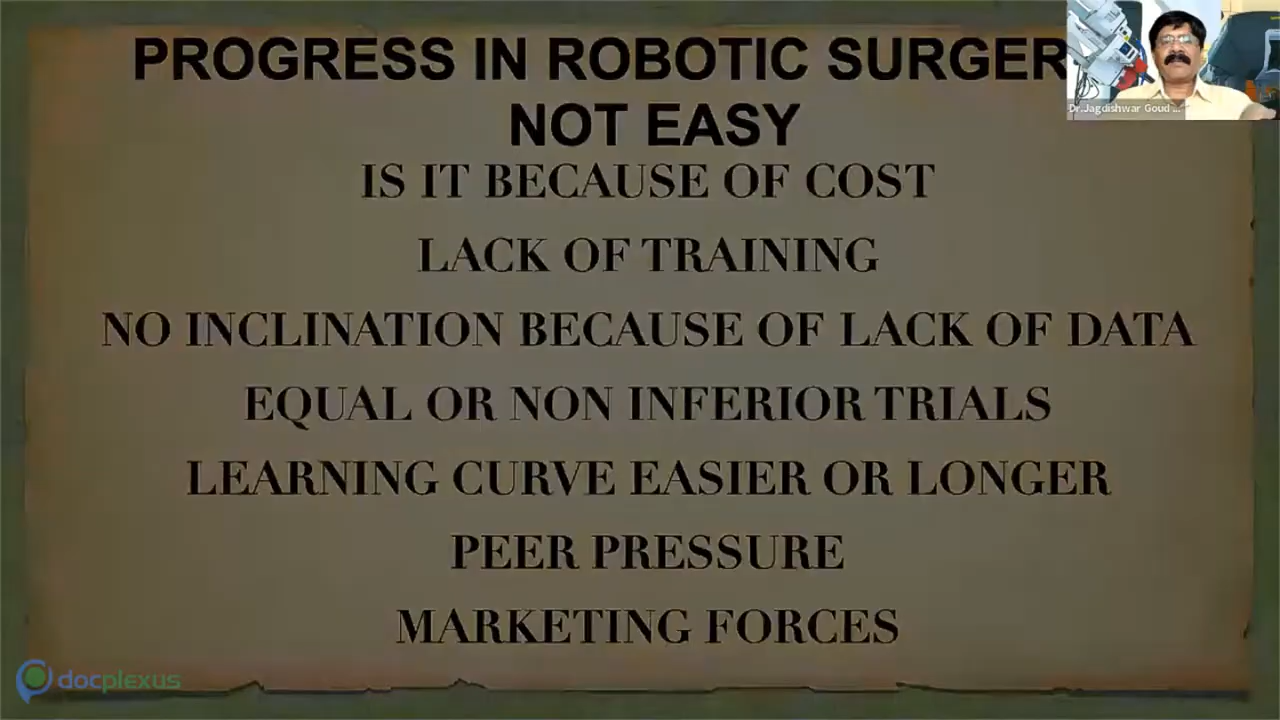 PROGRESS IN ROBOTIC SURGER
NOT EASY
IS IT BECAUSE OF COST
LACK OF TRAINING
NO INCLINATION BECAUSE OF LACK OF DATA
EQUAL OR NON INFERIOR TRIALS
LEARNING CURVE EASIER OR LONGER
PEER PRESSURE
MARKETING FORCES
Dr.Jagdishwar Goud ...
docplexus